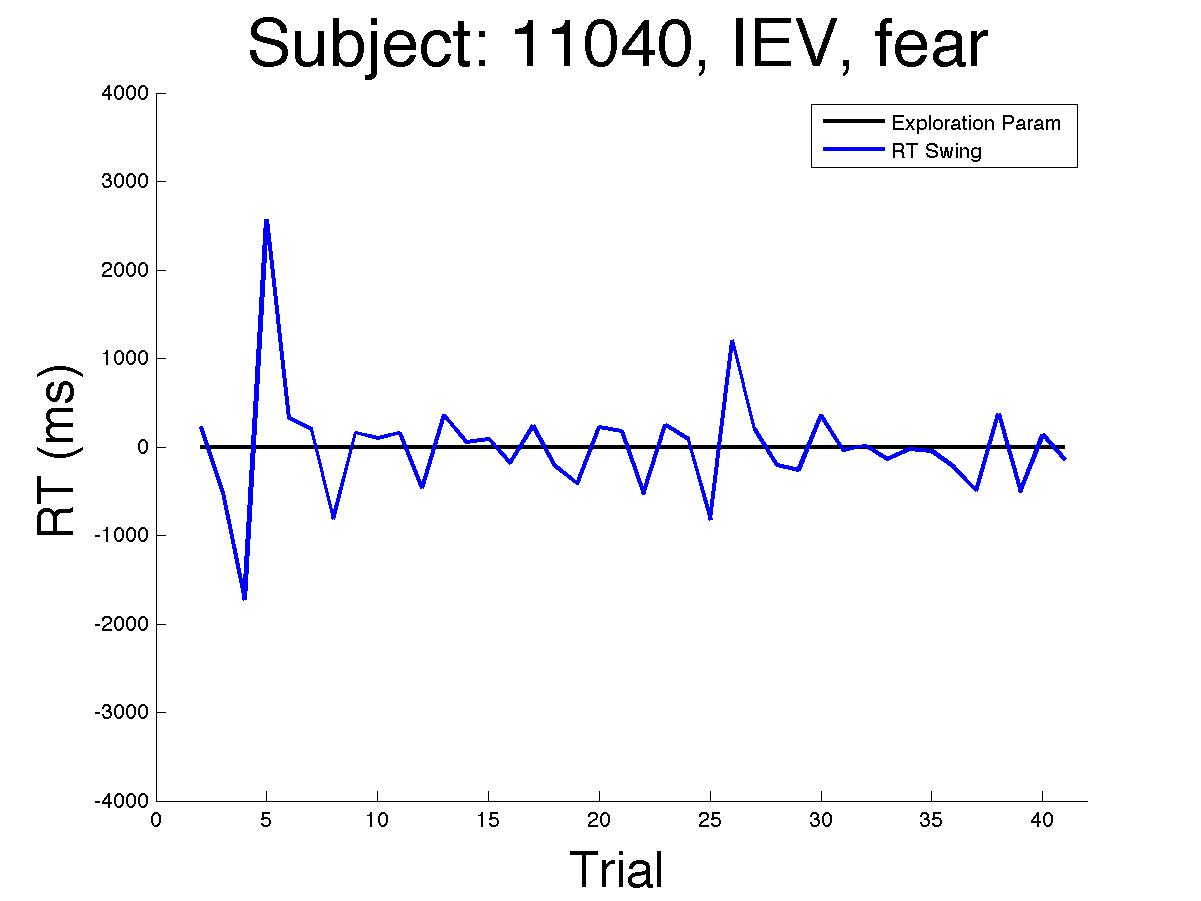 Subject: 11040, IEV, fear
Exploration Param
RT Swing
4000
3000
2000
1000
0
-1000
-2000
-3000
-4000
RT (ms)
0 5 10 15 20 25 30 35 40
Trial